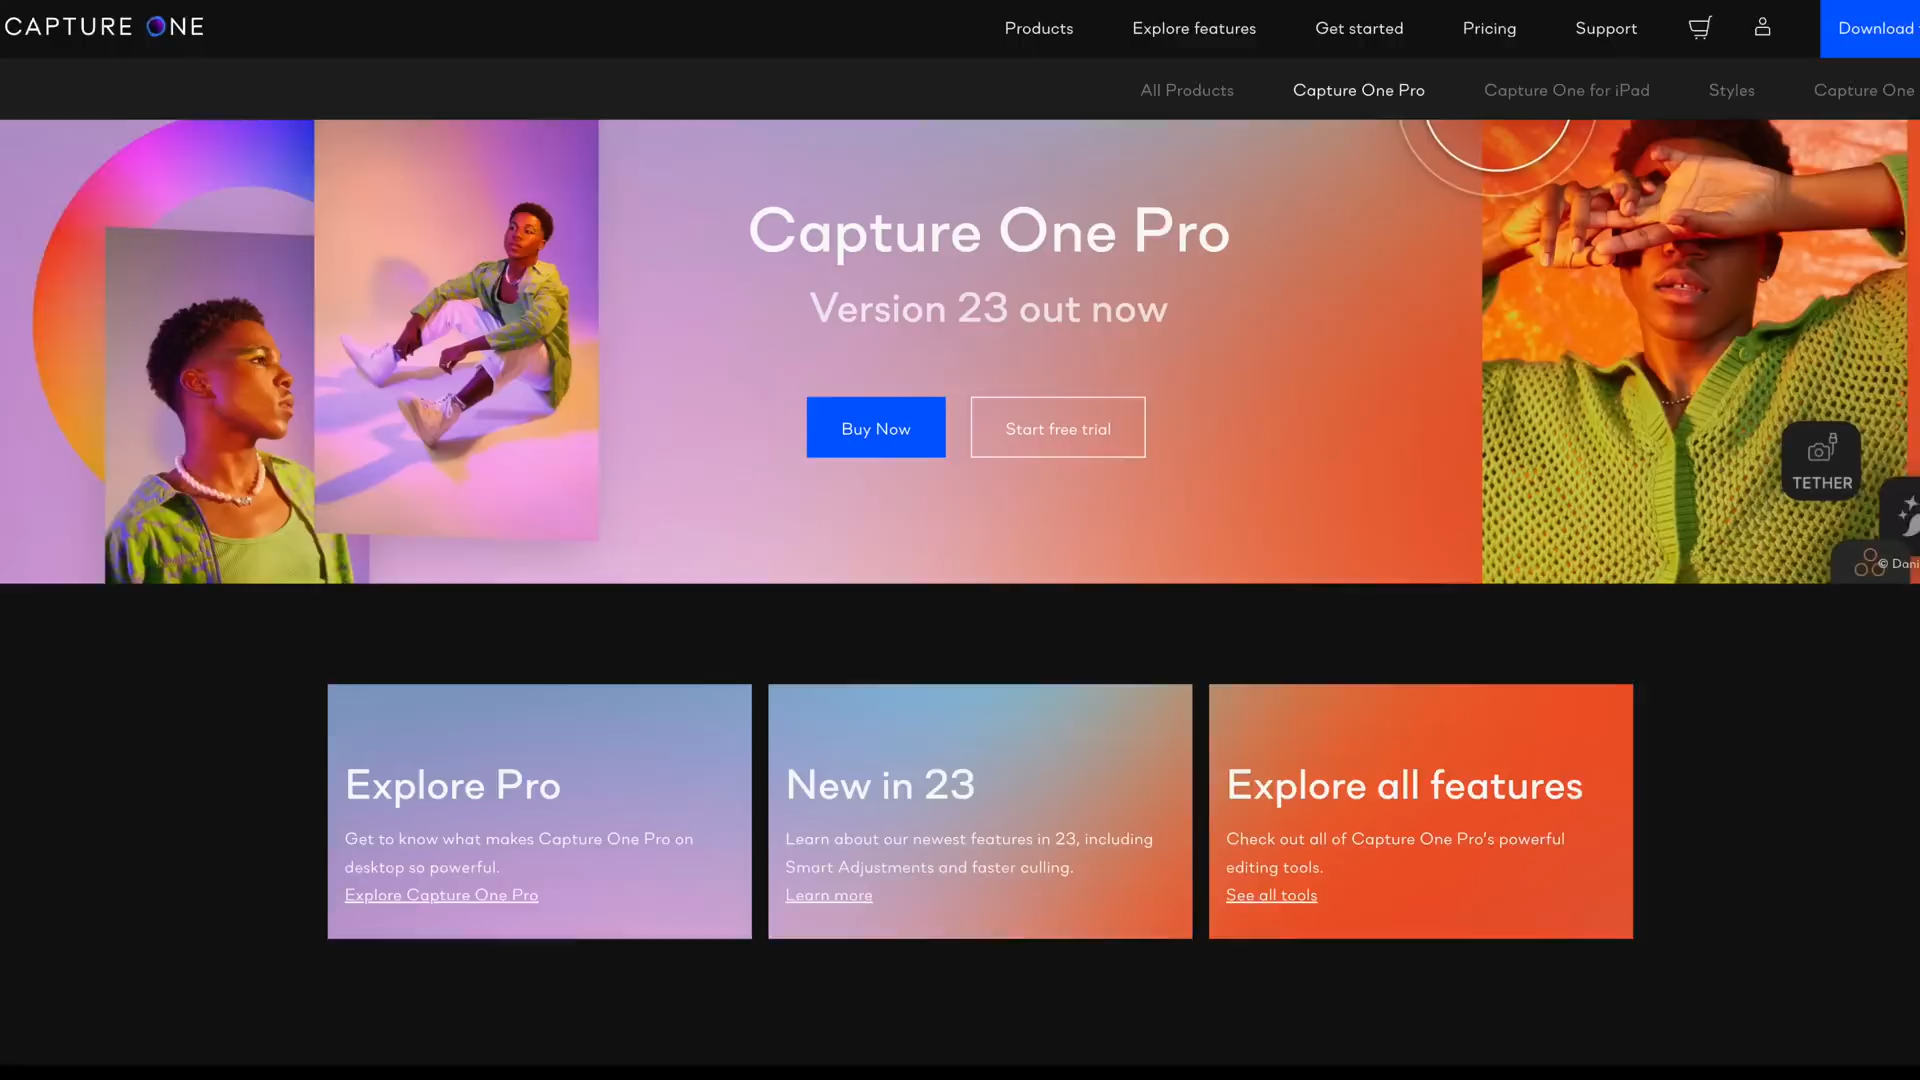 CAPTURE ONE
Products Explore features Get started Pricing Support Download
All Products Capture One Pro Capture One for iPad Styles Capture One
Capture One Pro
Version 23 out now
Buy Now Start free trial
TETHER
©
Explore Pro
Get to know what makes Capture One Pro on
desktop so powerful.
Explore Capture One Pro
New in 23
Learn about our newest features in 23, including
Smart Adjustments and faster culling.
Learn more
Explore all features
Check out all of Capture One Pro's powerful
editing tools.
See all tools